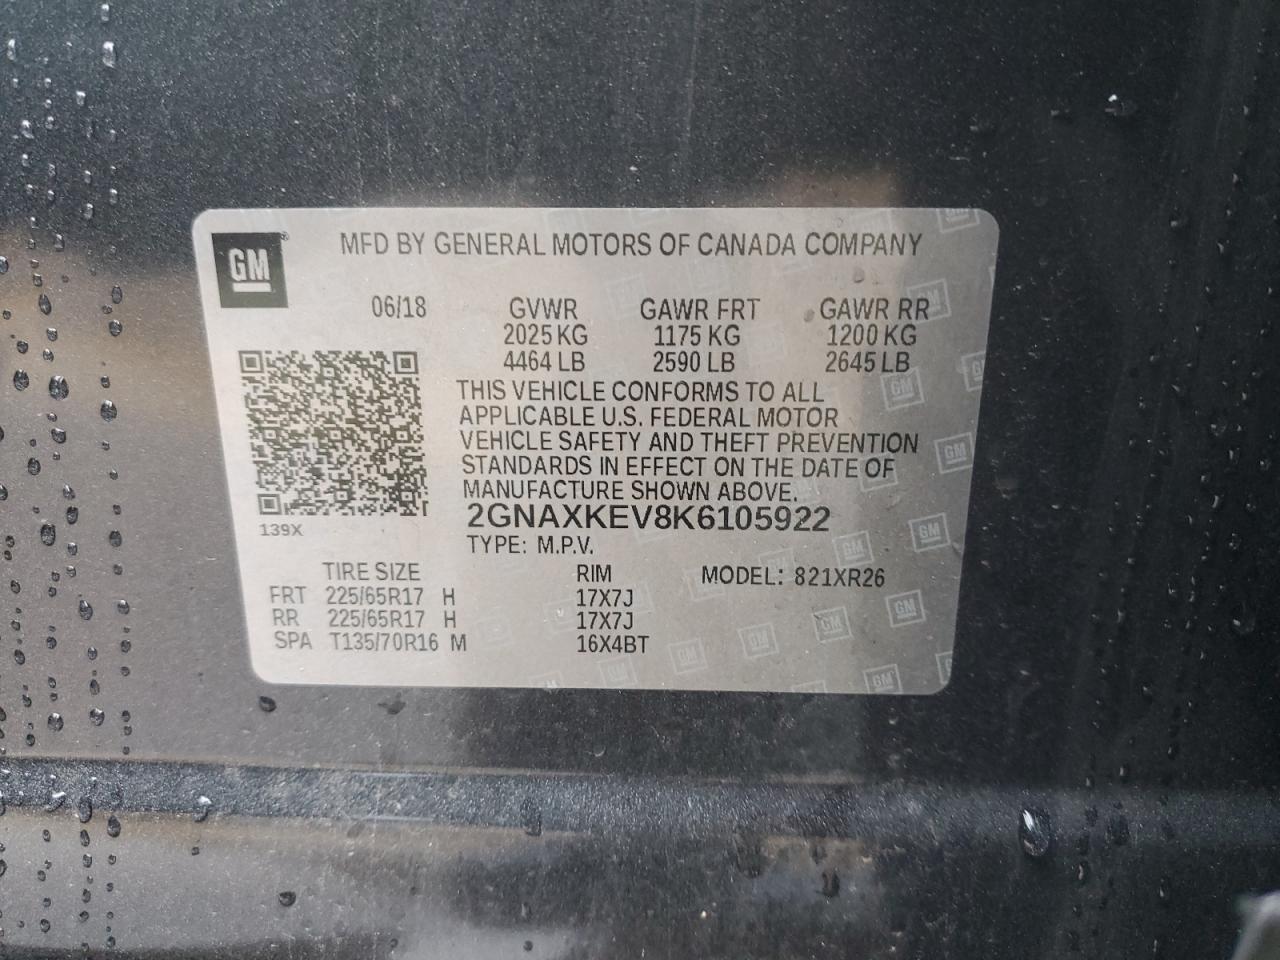 GM
MFD BY GENERAL MOTORS OF CANADA COMPANY
06/18 GVWR GAWR FRT GAWR RR
2025 KG 1175 KG 1200 KG
4464 LB 2590 LB 2645 LB
THIS VEHICLE CONFORMS TO ALL
APPLICABLE U.S. FEDERAL MOTOR
VEHICLE SAFETY AND THEFT PREVENTION
STANDARDS IN EFFECT ON THE DATE OF
MANUFACTURE SHOWN ABOVE.
2GNAXKEV8K6105922
139X
TYPE: M.P.V.
TIRE SIZE RIM MODEL: 821XR26
FRT 225/65R17 H 17X7J
RR 225/65R17 H 17X7J
SPA T135/70R16 M 16X4BT